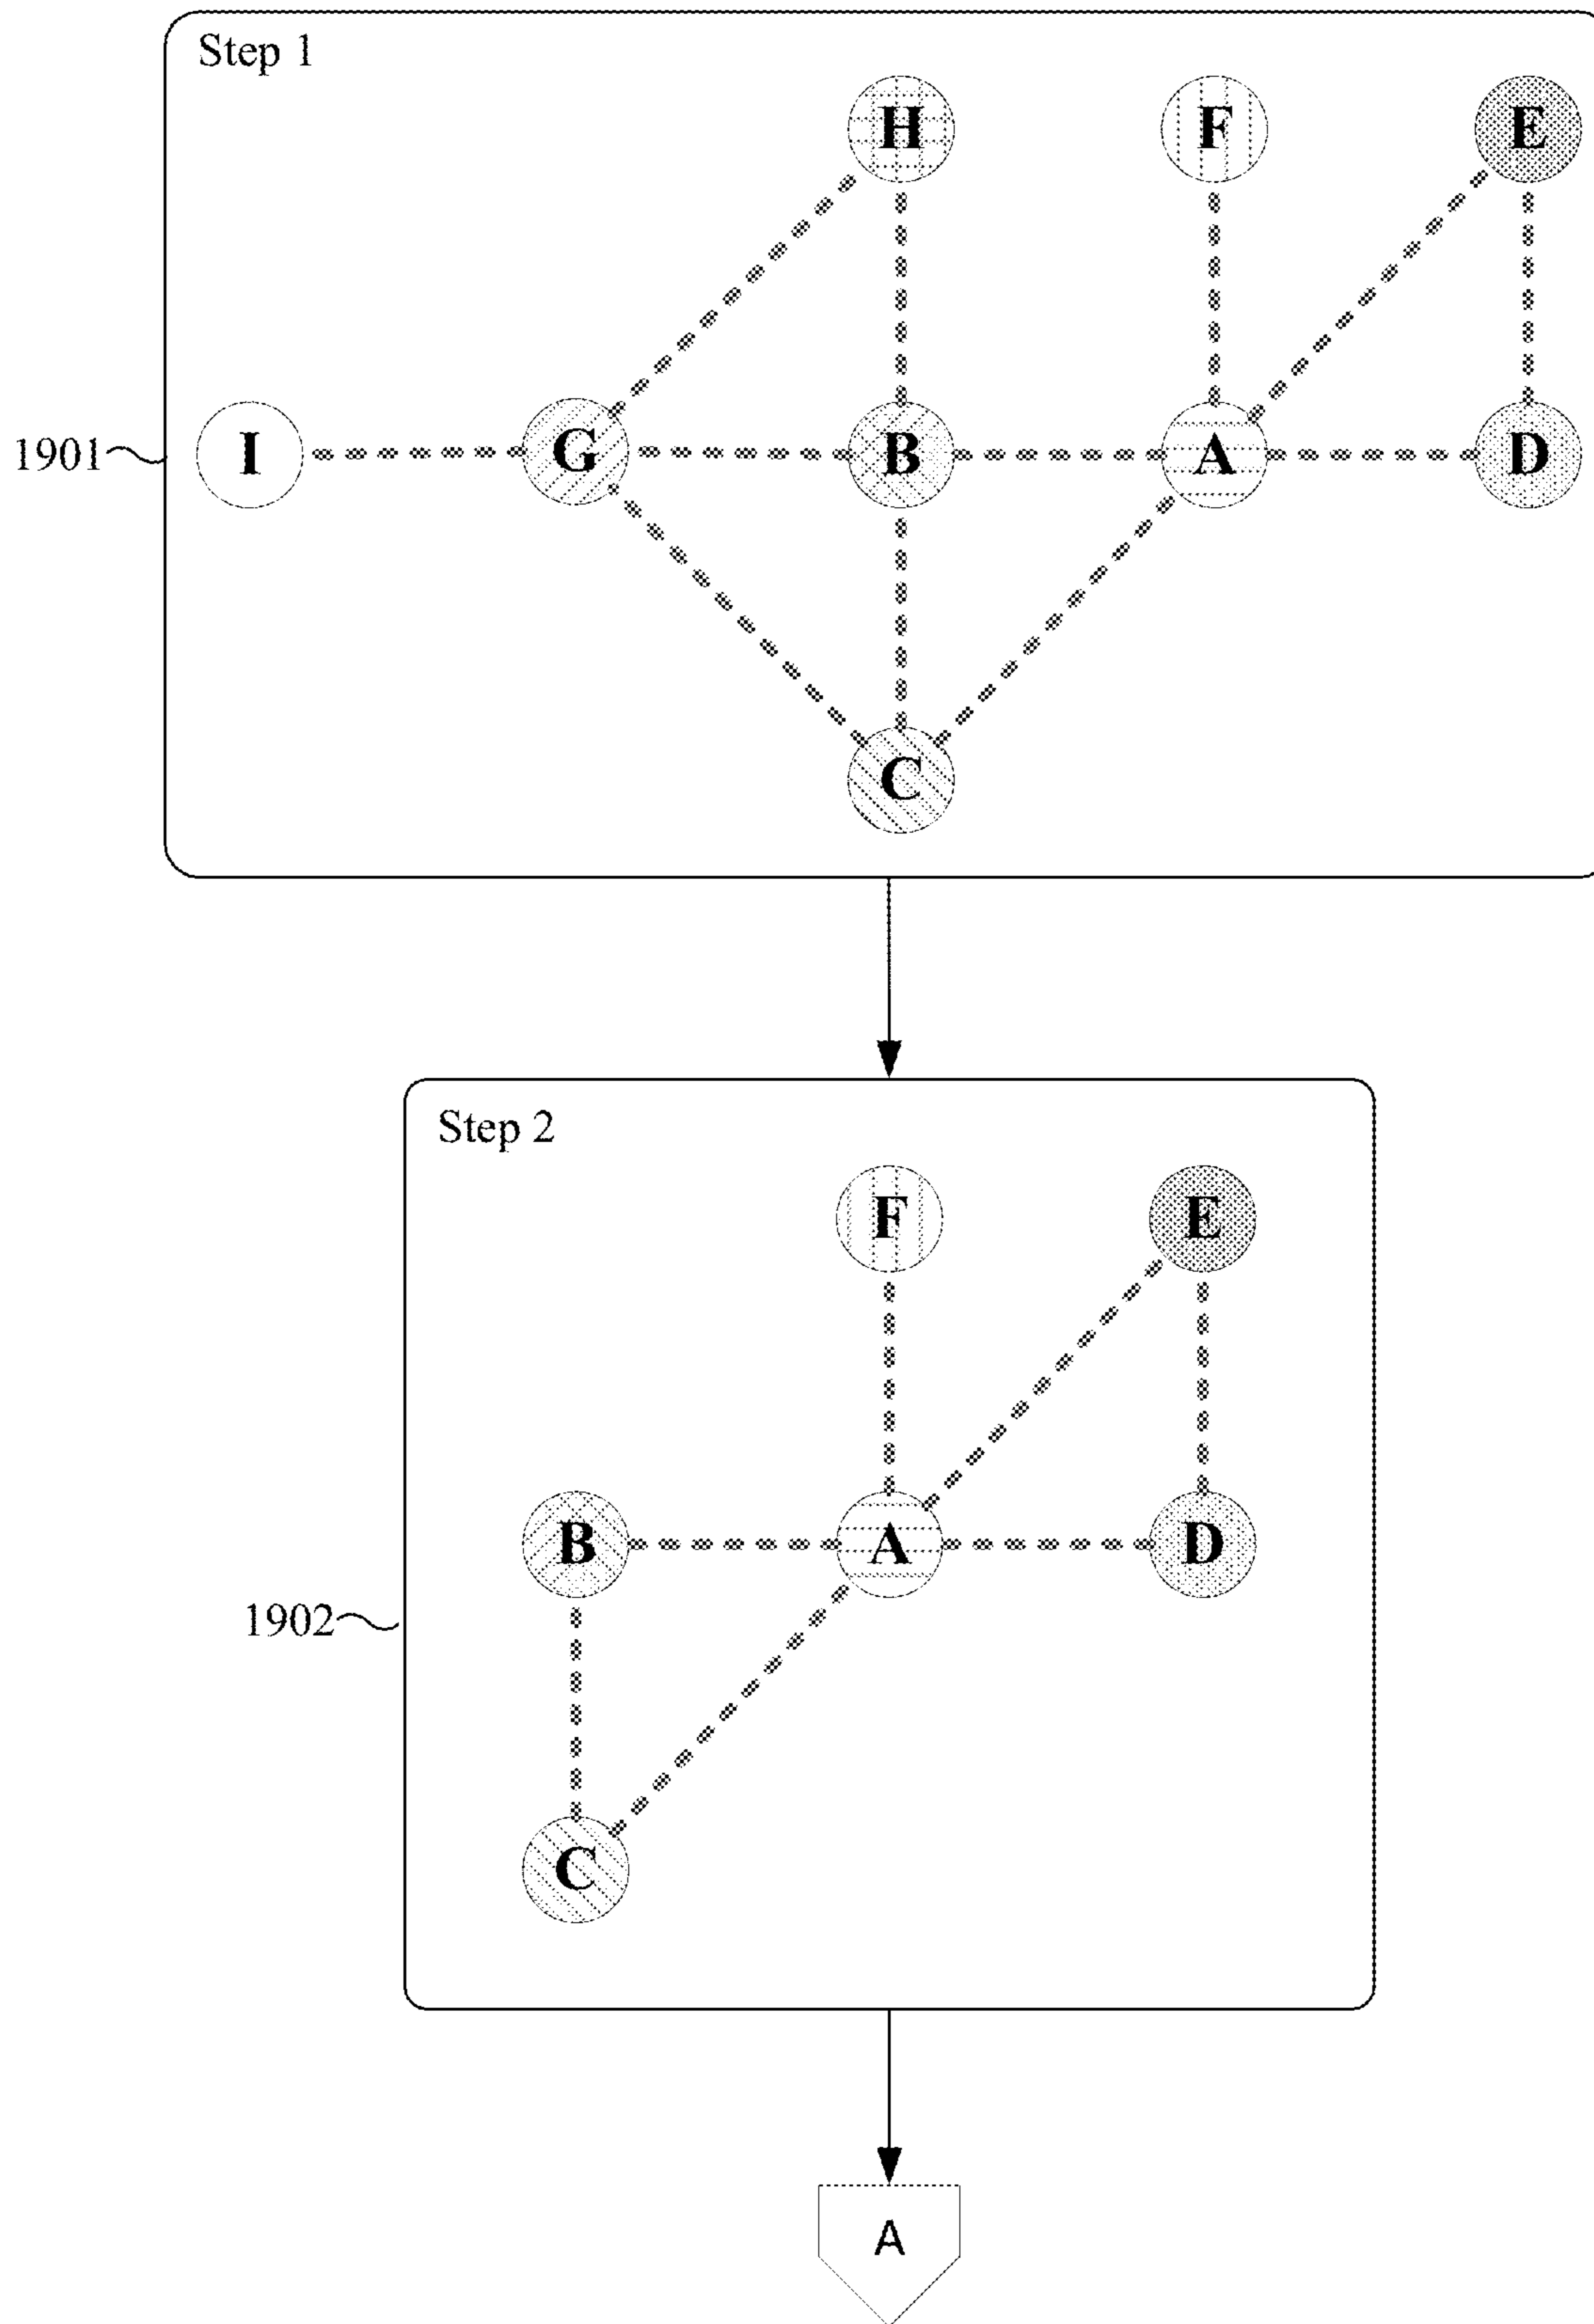 Step 1
H F E
1901 I G B A D
C
Step 2
F E
B A D
1902
C
A